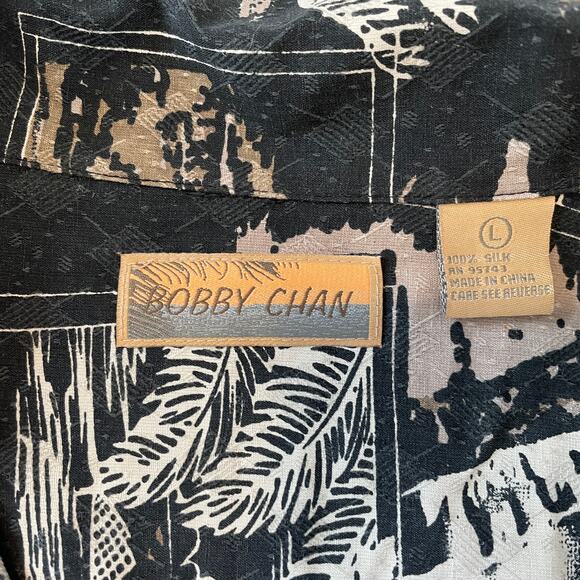 BOBBY CHAN
L
100% SILK
RN 95743
MADE IN CHINA
CARE SEE REVERSE